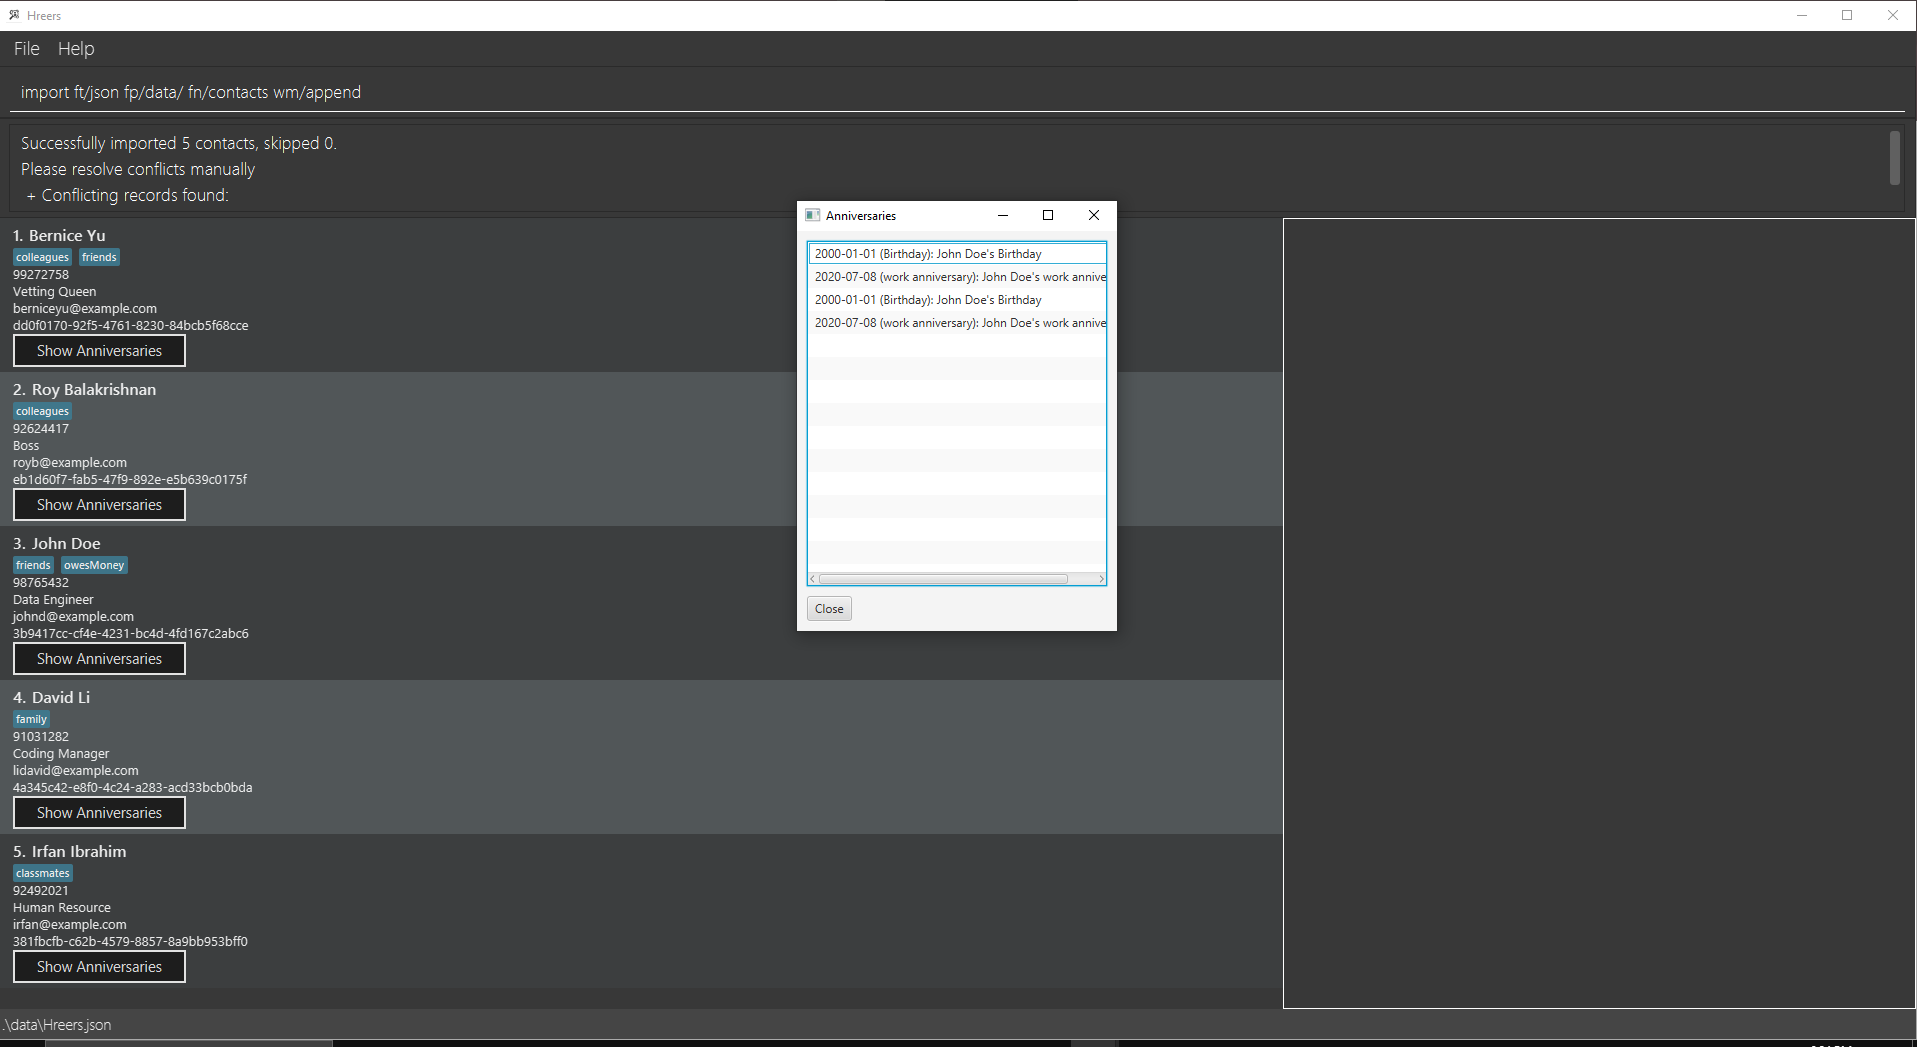 Hreers
File Help
import ft/json fp/data/ fn/contacts wm/append
Successfully imported 5 contacts, skipped 0.
Please resolve conflicts manually
+ Conflicting records found:
1. Bernice Yu
colleagues friends
99272758
Vetting Queen
berniceyu@example.com
dd0f0170-92f5-4761-8230-84bcb5f68cce
Show Anniversaries
2. Roy Balakrishnan
colleagues
92624417
Boss
royb@example.com
eb1d60f7-fab5-47f9-892e-e5b639c0175f
Show Anniversaries
3. John Doe
friends owesMoney
98765432
Data Engineer
johnd@example.com
3b9417cc-cf4e-4231-bc4d-4fd167c2abc6
Show Anniversaries
4. David Li
family
91031282
Coding Manager
lidavid@example.com
4a345c42-e8f0-4c24-a283-acd33bcb0bda
Show Anniversaries
5. Irfan Ibrahim
classmates
92492021
Human Resource
irfan@example.com
381fbcfb-c62b-4579-8857-8a9bb953bff0
Show Anniversaries
Anniversaries
2000-01-01 (Birthday): John Doe's Birthday
2020-07-08 (work anniversary): John Doe's work annive
2000-01-01 (Birthday): John Doe's Birthday
2020-07-08 (work anniversary): John Doe's work annive
Close
.\data\Hreers.json